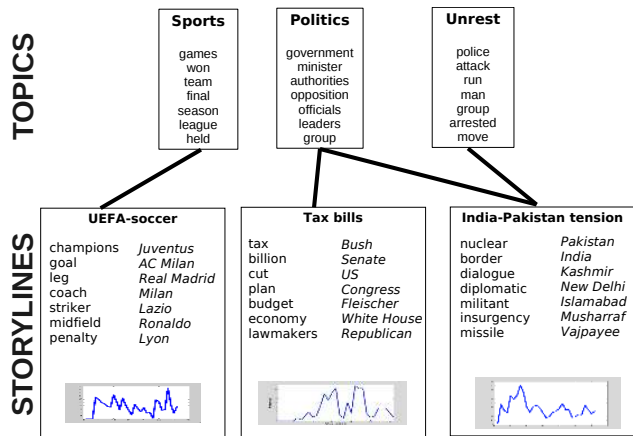 TOPICS
Sports
games
won
team
final
season
league
held
Politics
government
minister
authorities
opposition
officials
leaders
group
Unrest
police
attack
run
man
group
arrested
move
STORYLINES
UEFA-soccer
champions Juventus
goal AC Milan
leg Real Madrid
coach Milan
striker Lazio
midfield Ronaldo
penalty Lyon
Tax bills
tax Bush
billion Senate
cut US
plan Congress
budget Fleischer
economy White House
lawmakers Republican
India-Pakistan tension
nuclear Pakistan
border India
dialogue Kashmir
diplomatic New Delhi
militant Islamabad
insurgency Musharraf
missile Vajpayee